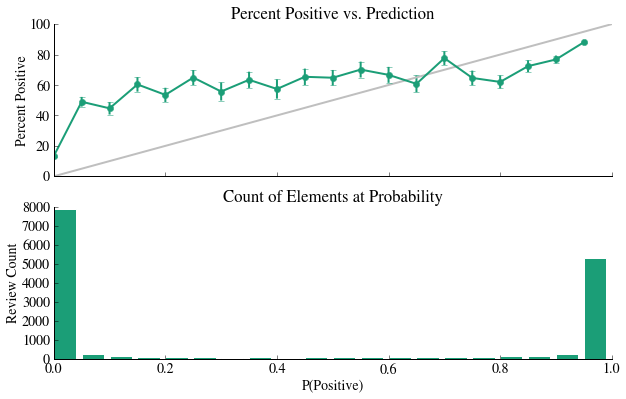 Percent Positive vs. Prediction
100
80
60
40
20
0
Percent Positive
Count of Elements at Probability
8000
7000
6000
5000
4000
3000
2000
1000
0
Review Count
0.0 0.2 0.4 0.6 0.8 1.0
P(Positive)